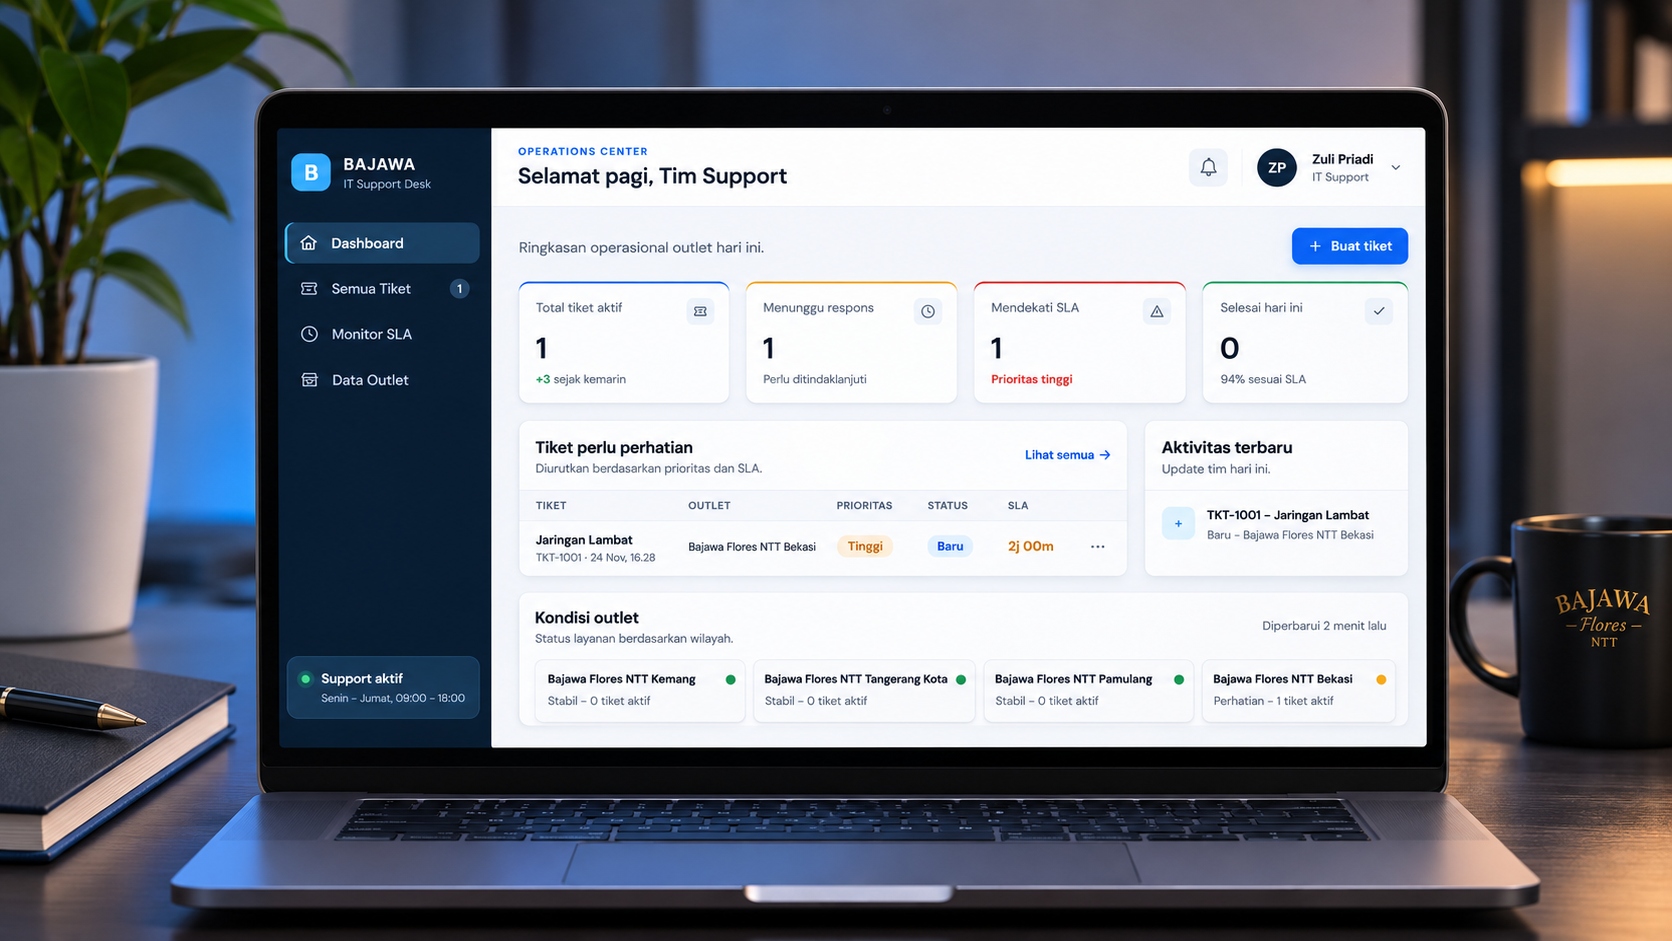 B
BAJAWA
IT Support Desk
Dashboard
Semua Tiket 1
Monitor SLA
Data Outlet
Support aktif
Senin – Jumat, 09:00 – 18:00
OPERATIONS CENTER
Selamat pagi, Tim Support
ZP
Zuli Priadi
IT Support
Ringkasan operasional outlet hari ini.
+ Buat tiket
Total tiket aktif
1
+3 sejak kemarin
Menunggu respons
1
Perlu ditindaklanjuti
Mendekati SLA
1
Prioritas tinggi
Selesai hari ini
0
94% sesuai SLA
Tiket perlu perhatian
Diurutkan berdasarkan prioritas dan SLA.
Lihat semua →
TIKET OUTLET PRIORITAS STATUS SLA
Jaringan Lambat
TKT-1001 · 24 Nov, 16.28
Bajawa Flores NTT Bekasi
Tinggi
Baru
2j 00m
···
Aktivitas terbaru
Update tim hari ini.
+
TKT-1001 – Jaringan Lambat
Baru – Bajawa Flores NTT Bekasi
Kondisi outlet
Status layanan berdasarkan wilayah.
Diperbarui 2 menit lalu
Bajawa Flores NTT Kemang
Stabil – 0 tiket aktif
Bajawa Flores NTT Tangerang Kota
Stabil – 0 tiket aktif
Bajawa Flores NTT Pamulang
Stabil – 0 tiket aktif
Bajawa Flores NTT Bekasi
Perhatian – 1 tiket aktif
BAJAWA
– Flores –
NTT